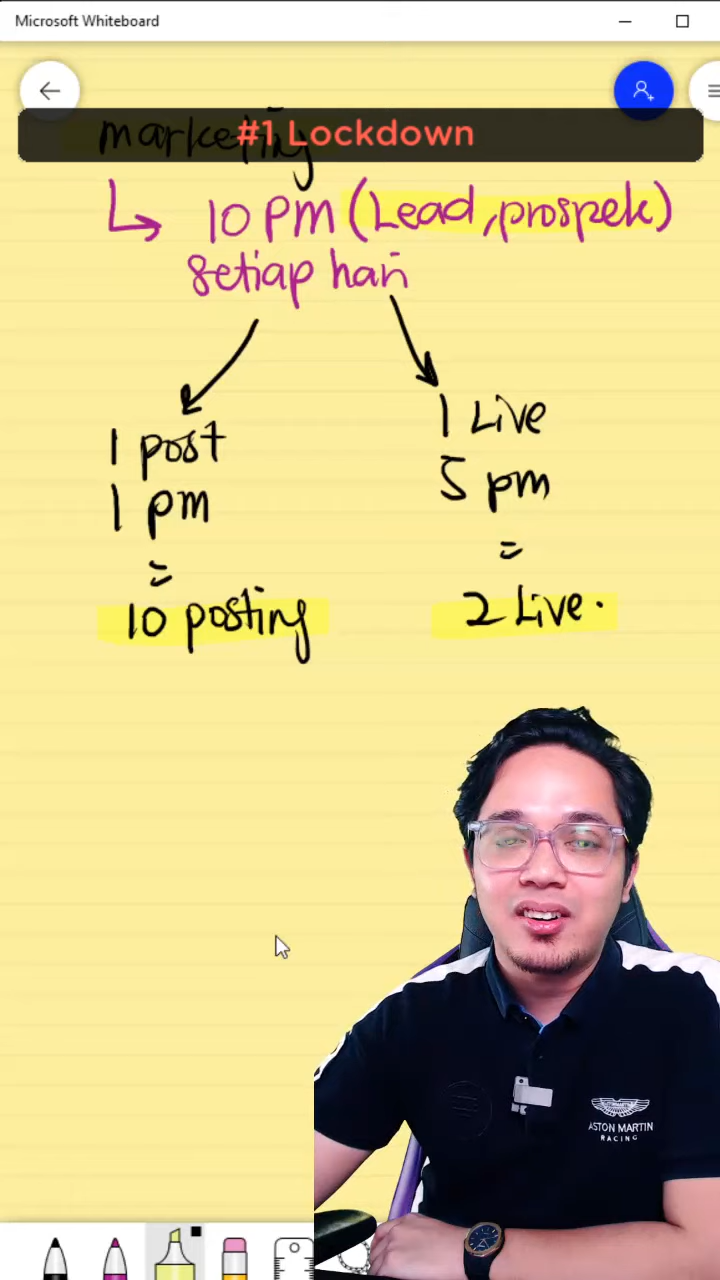 Microsoft Whiteboard
#1 Lockdown
marketing
↳ 10 pm (Lead, prospek)
setiap hari
1 post
1 pm
=
10 posting
1 Live
5 pm
=
2 Live.
ASTON MARTIN
RACING